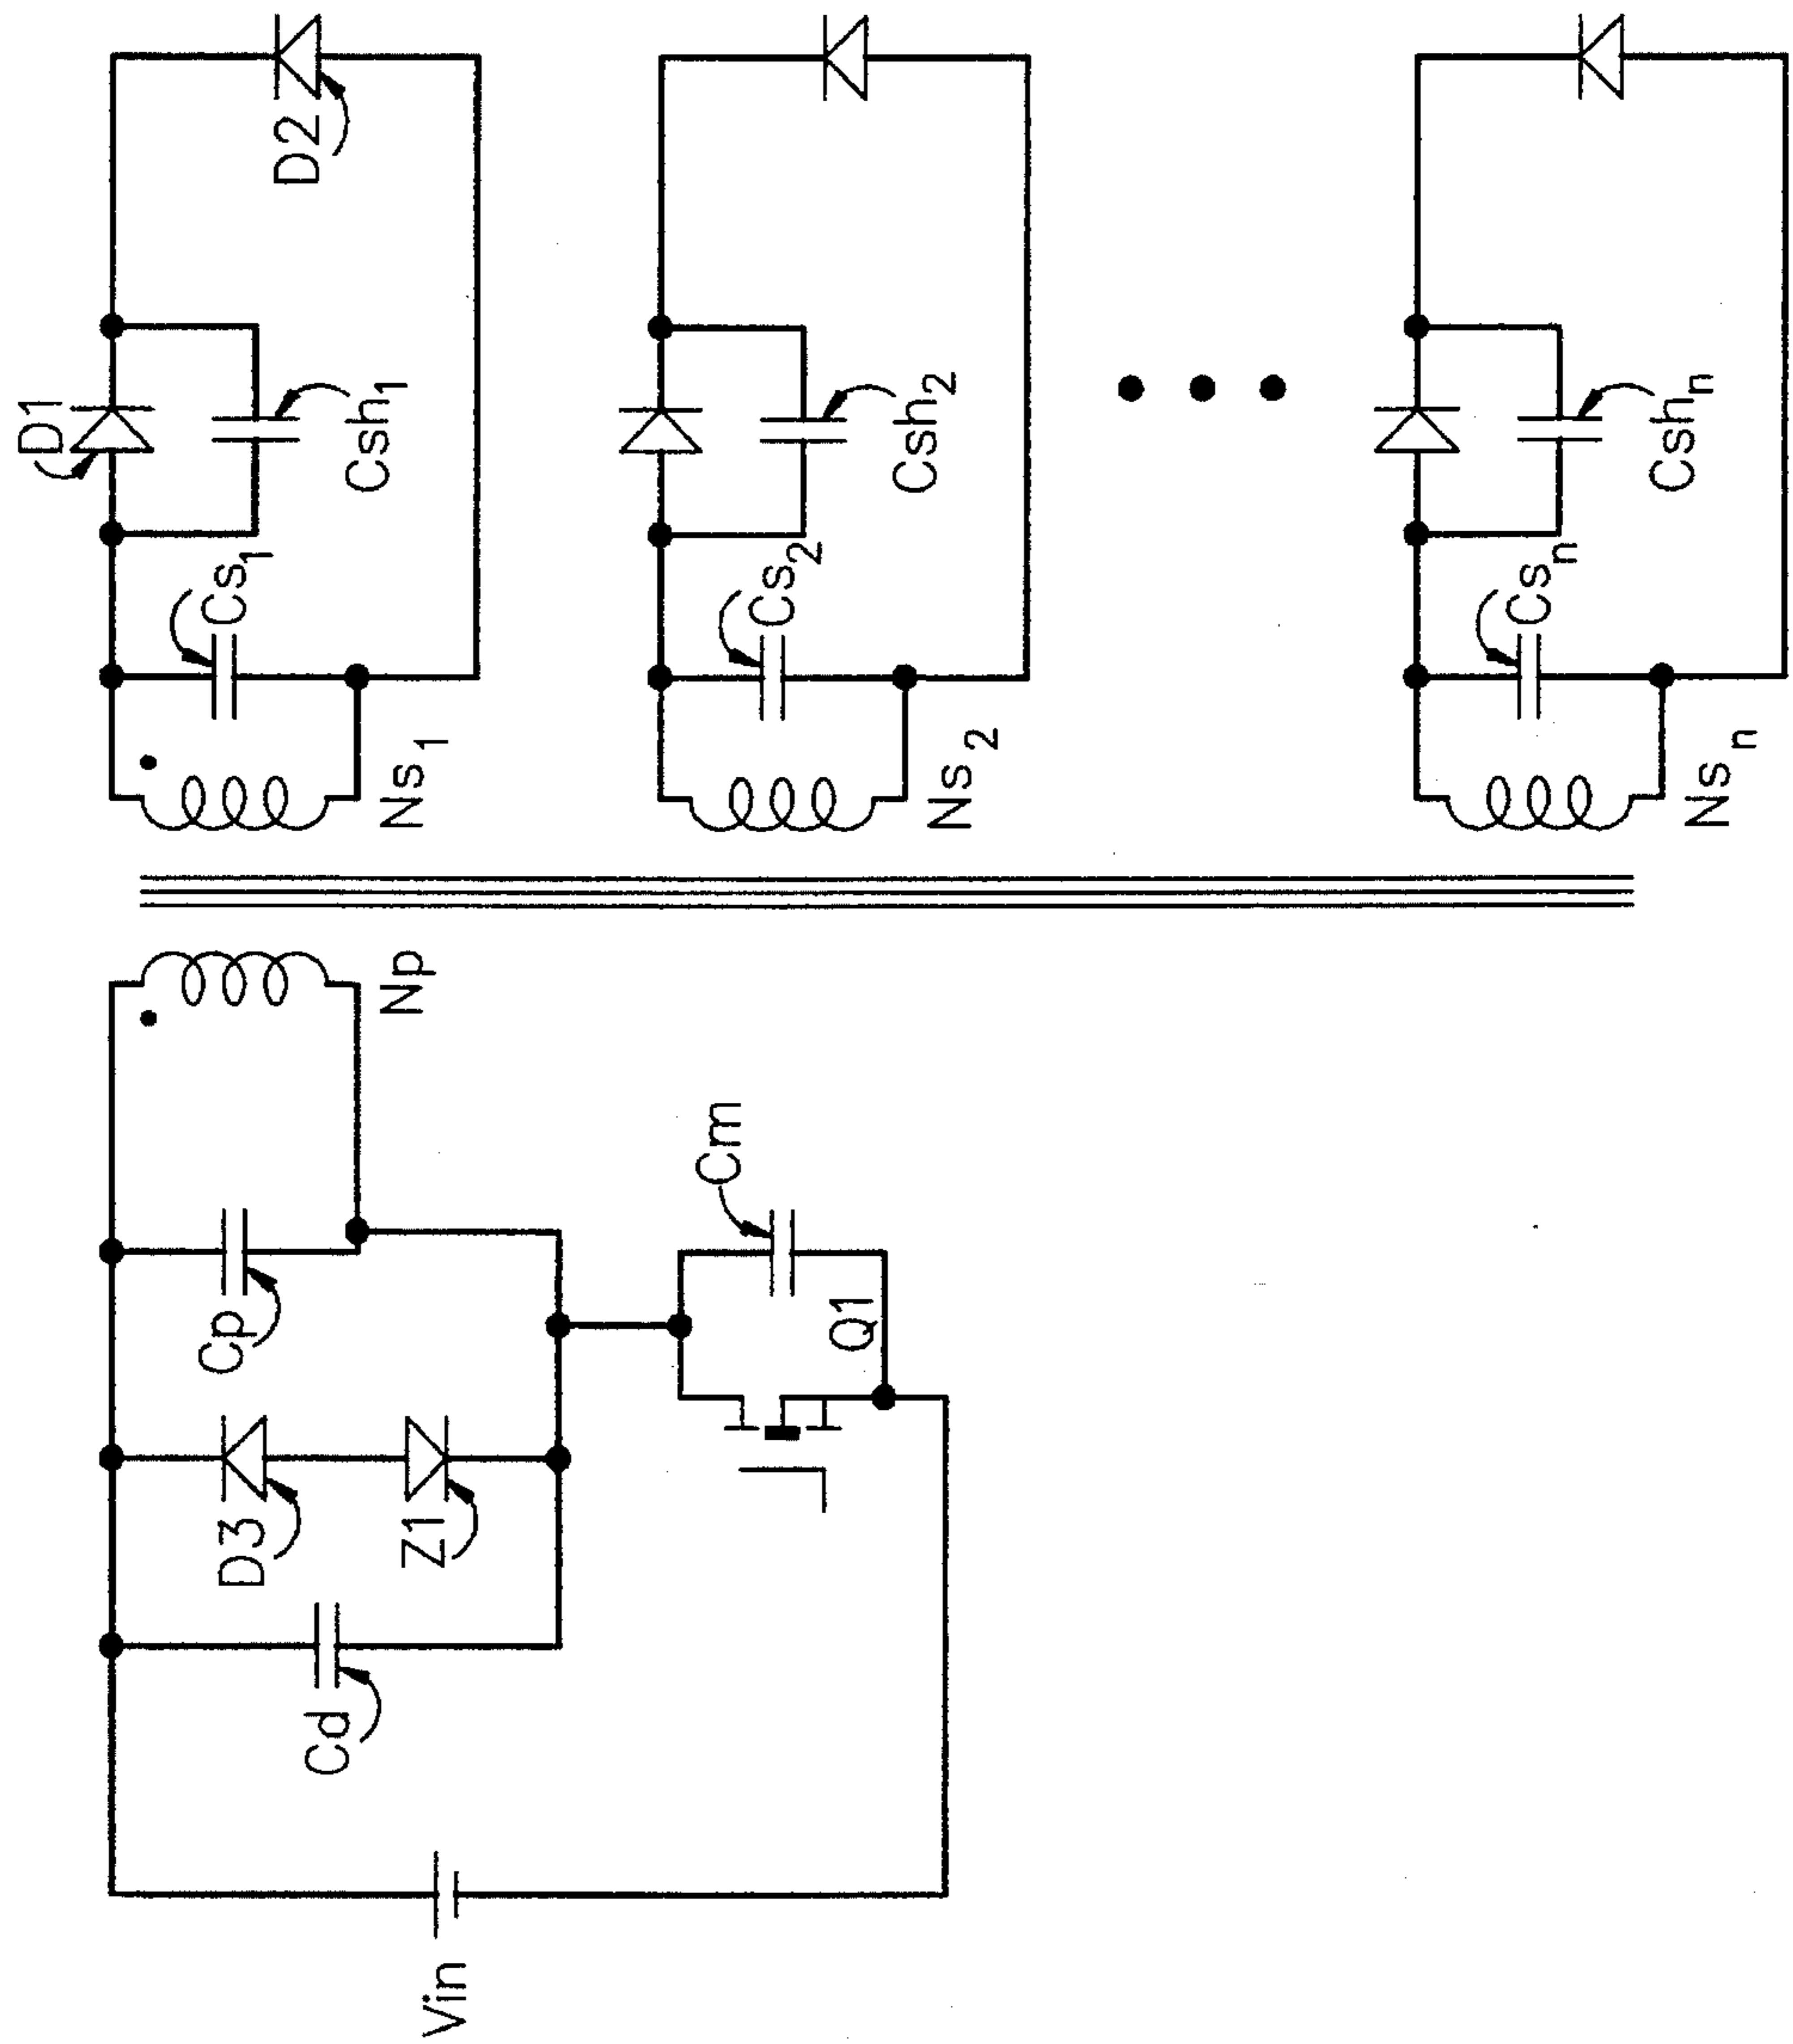 Vin
Cd
D3
Z1
Cp
Q1
Cm
Np
Ns1
Cs1
Csh1
D1
D2
Ns2
Cs2
Csh2
Nsn
Csn
Cshn